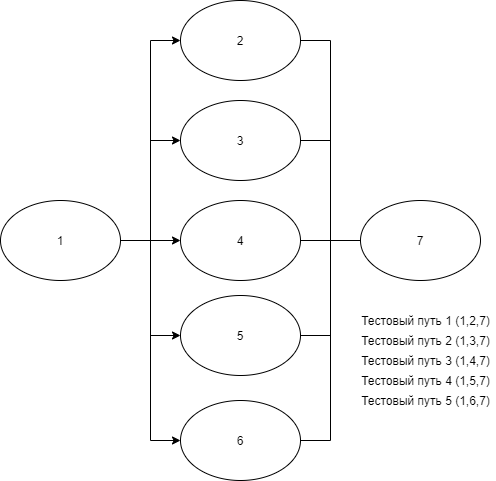 2
3
1
4
7
5
6
Тестовый путь 1 (1,2,7)
Тестовый путь 2 (1,3,7)
Тестовый путь 3 (1,4,7)
Тестовый путь 4 (1,5,7)
Тестовый путь 5 (1,6,7)